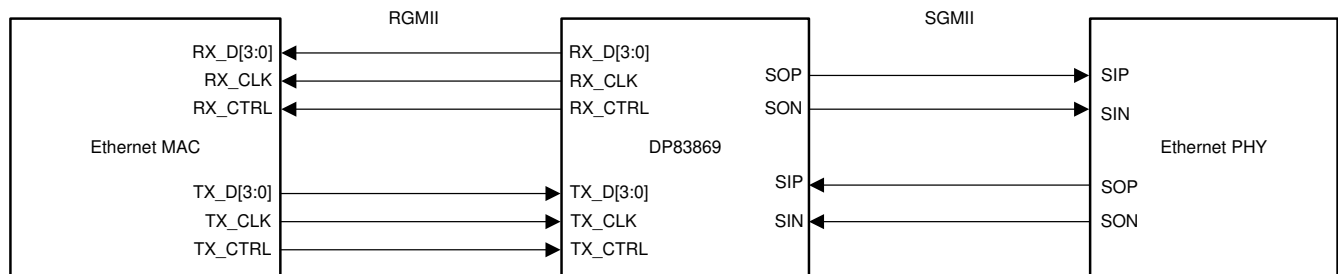 RGMII
SGMII
RX_D[3:0]
RX_CLK
RX_CTRL
Ethernet MAC
TX_D[3:0]
TX_CLK
TX_CTRL
RX_D[3:0]
RX_CLK
RX_CTRL
SOP
SON
DP83869
SIP
SIN
TX_D[3:0]
TX_CLK
TX_CTRL
SIP
SIN
Ethernet PHY
SOP
SON